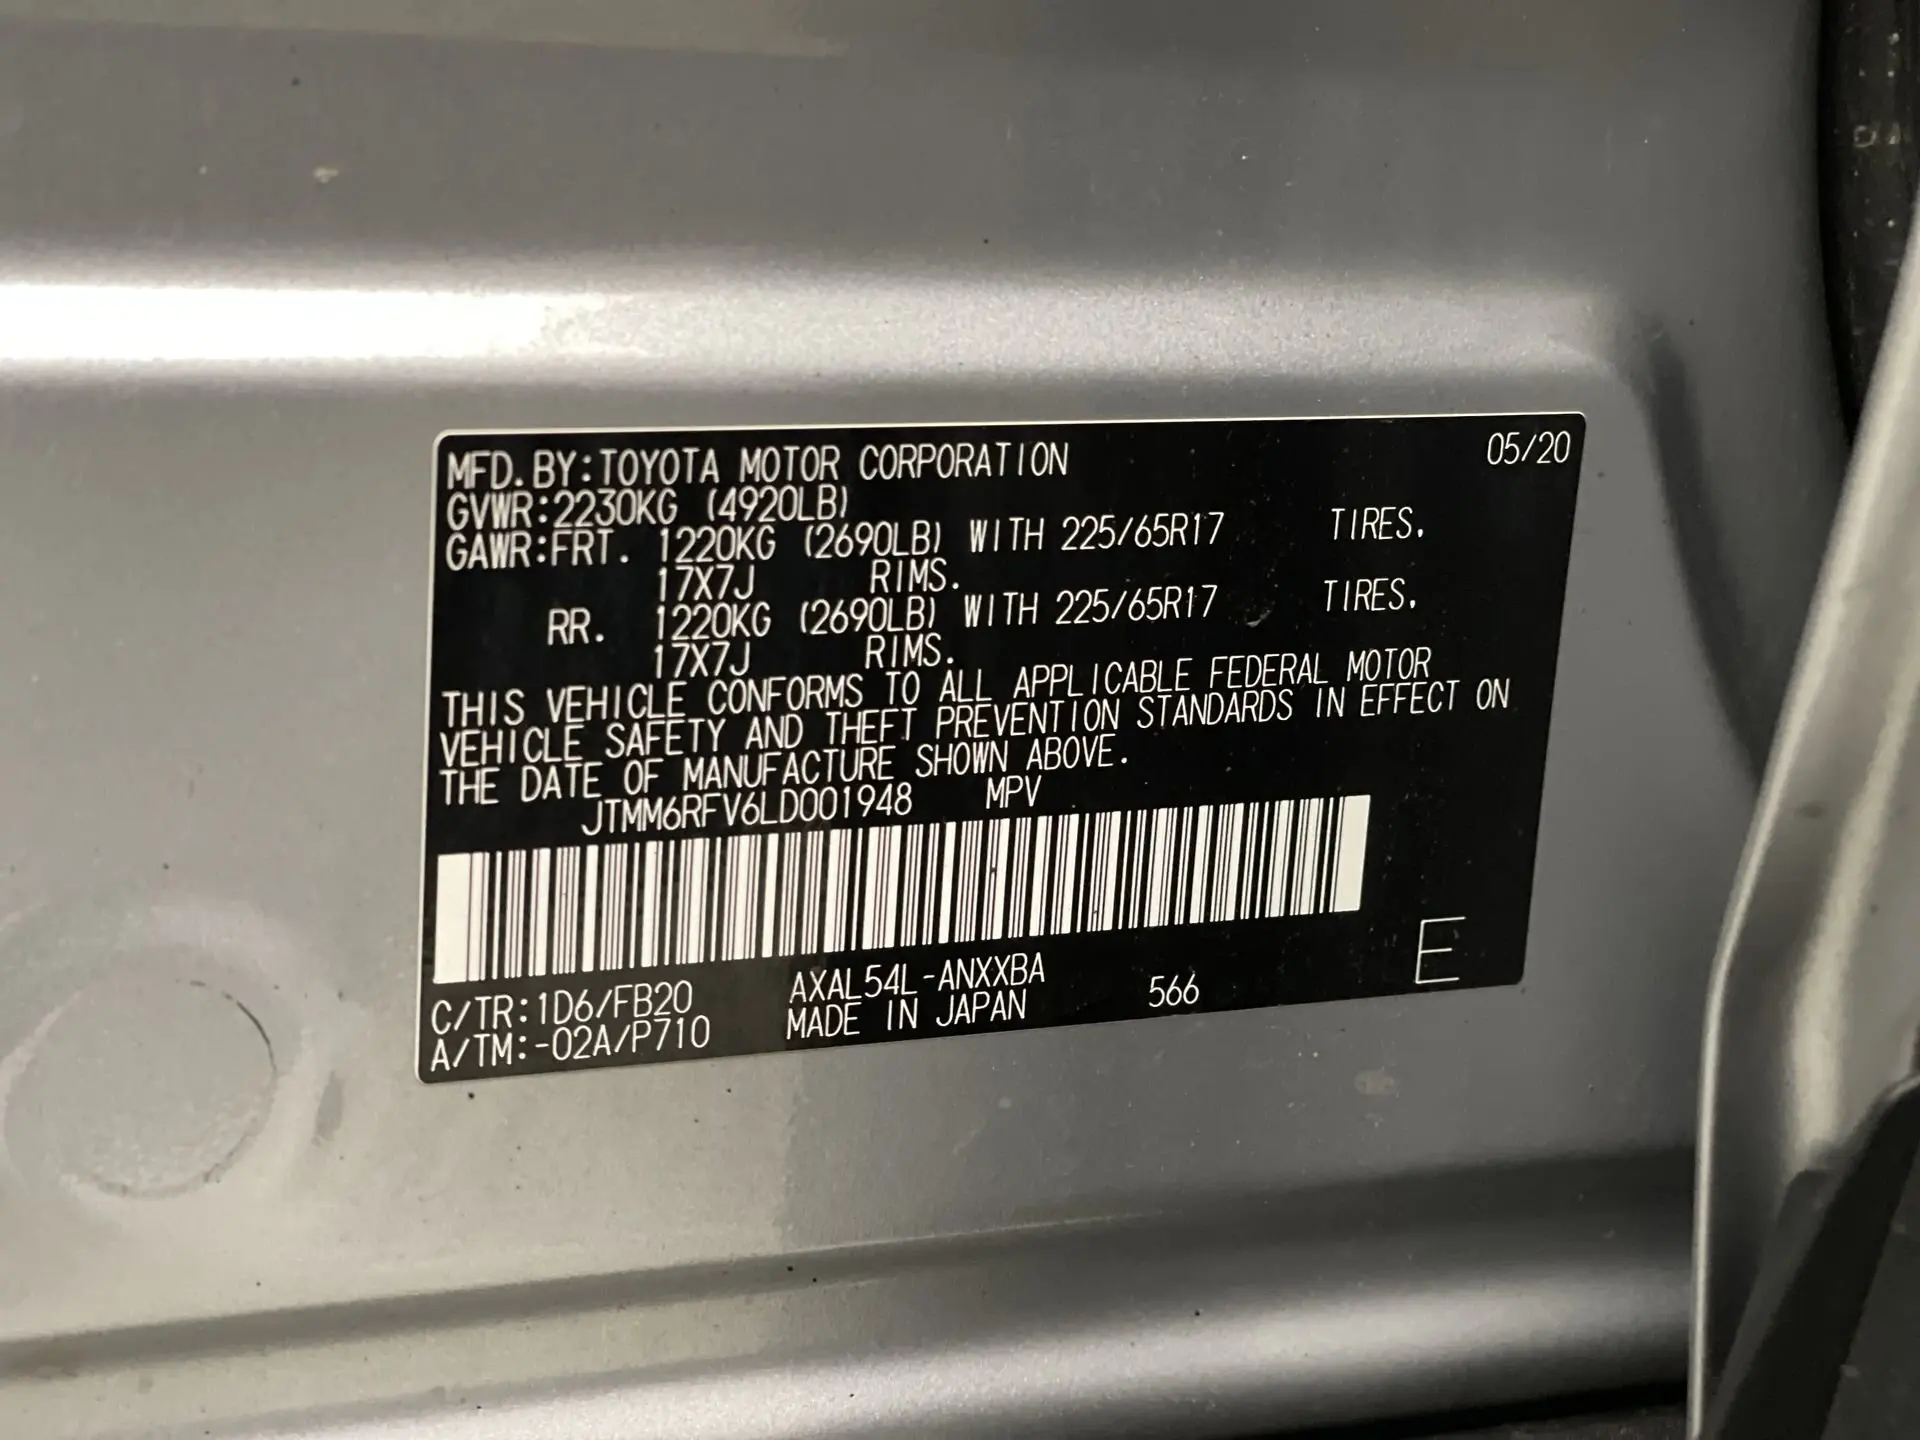 MFD.BY:TOYOTA MOTOR CORPORATION 05/20
GVWR:2230KG (4920LB)
GAWR:FRT. 1220KG (2690LB) WITH 225/65R17 TIRES.
17X7J RIMS.
RR. 1220KG (2690LB) WITH 225/65R17 TIRES.
17X7J RIMS.
THIS VEHICLE CONFORMS TO ALL APPLICABLE FEDERAL MOTOR
VEHICLE SAFETY AND THEFT PREVENTION STANDARDS IN EFFECT ON
THE DATE OF MANUFACTURE SHOWN ABOVE.
JTMM6RFV6LD001948 MPV
C/TR:1D6/FB20 AXAL54L-ANXXBA
A/TM:-02A/P710 MADE IN JAPAN 566 E